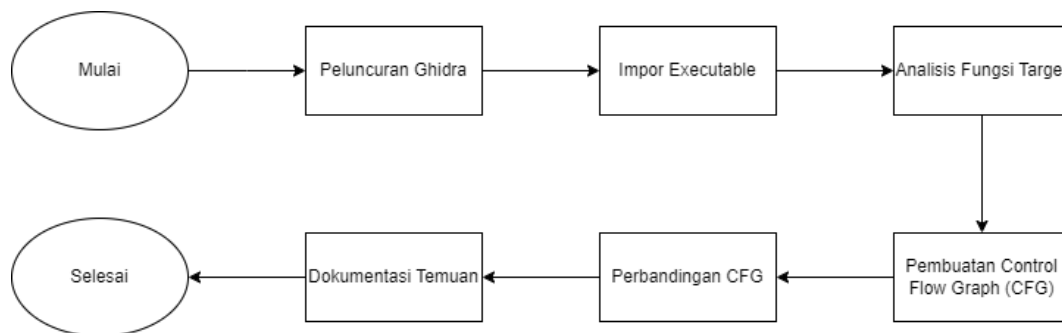 Mulai
Peluncuran Ghidra
Impor Executable
Analisis Fungsi Targe
Pembuatan Control
Flow Graph (CFG)
Perbandingan CFG
Dokumentasi Temuan
Selesai